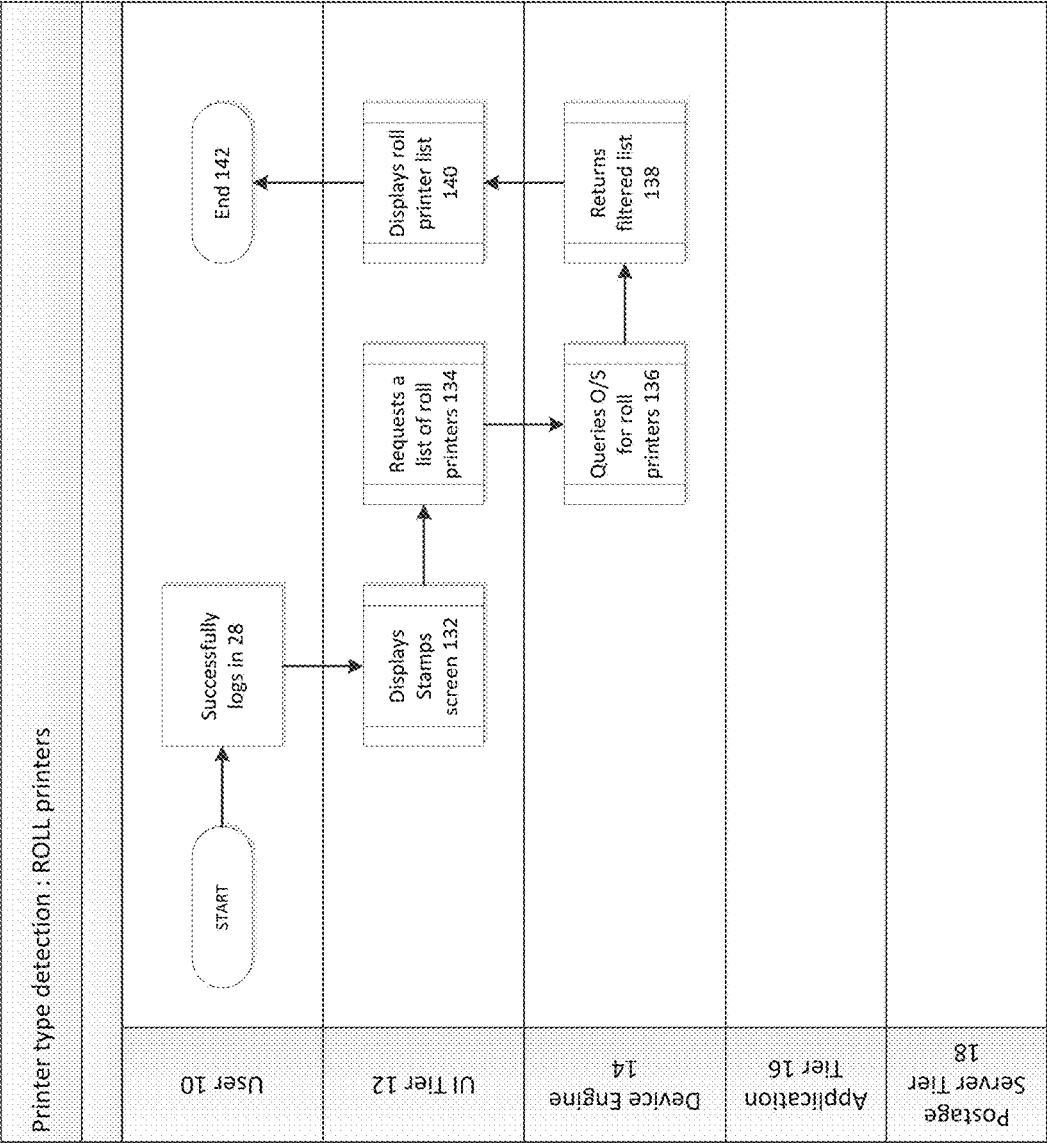 Printer type detection : ROLL printers
User 10
START
Successfully
logs in 28
End 142
UI Tier 12
Displays
Stamps
screen 132
Requests a
list of roll
printers 134
Displays roll
printer list
140
Device Engine
14
Queries O/S
for roll
printers 136
Returns
filtered list
138
Application
Tier 16
Postage
Server Tier
18